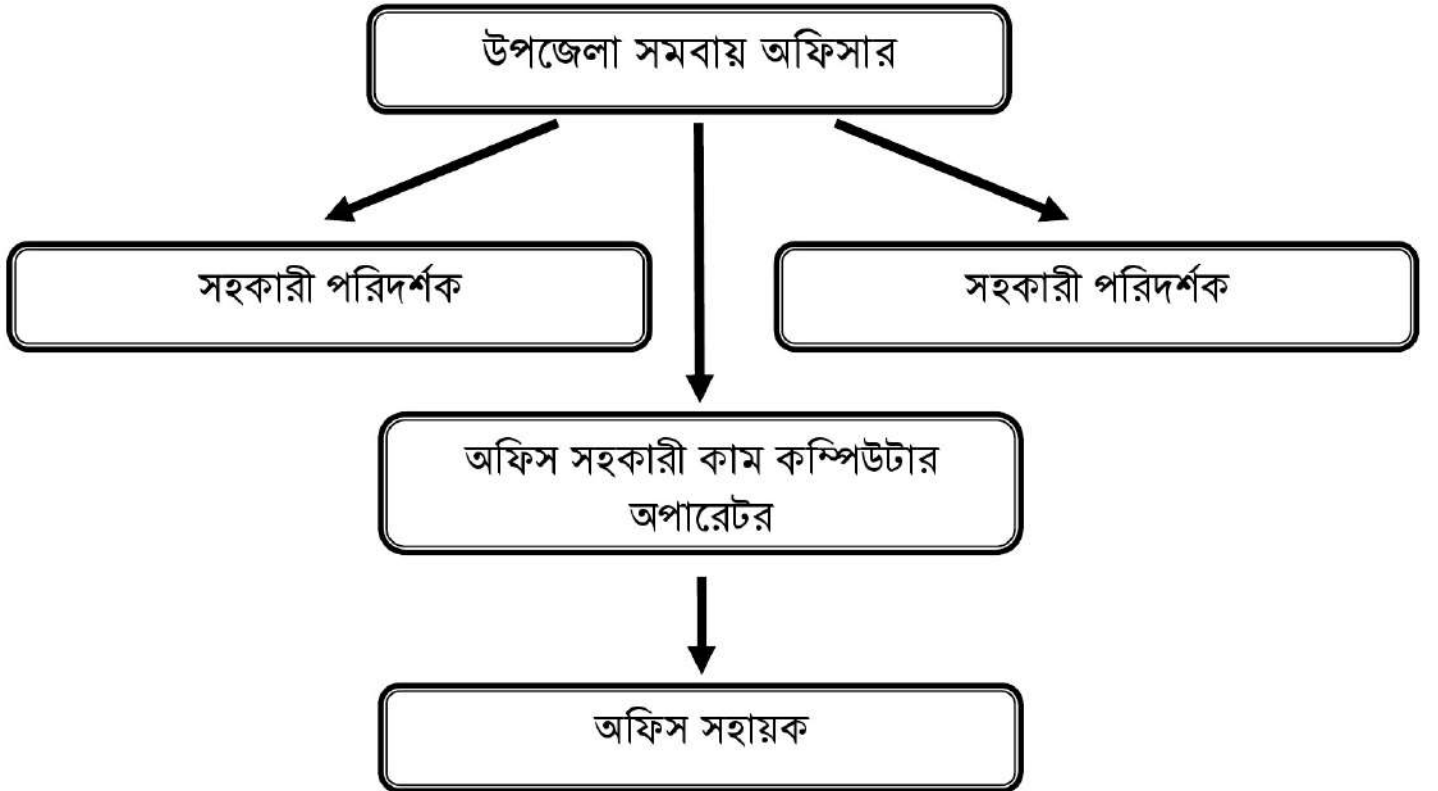 উপজেলা সমবায় অফিসার
সহকারী পরিদর্শক
সহকারী পরিদর্শক
অফিস সহকারী কাম কম্পিউটার
অপারেটর
অফিস সহায়ক